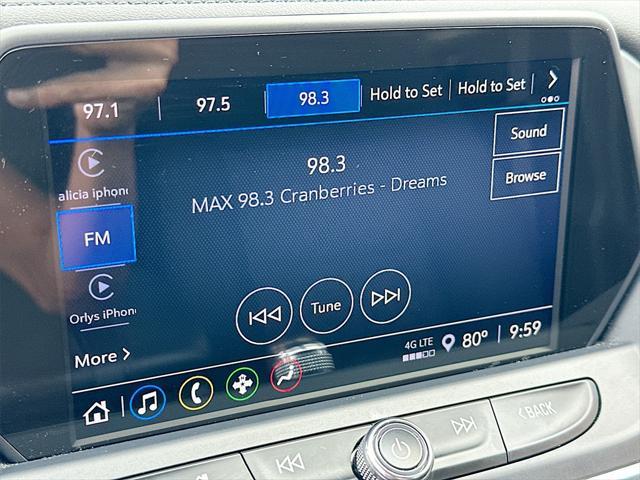 97.1 97.5 98.3 Hold to Set Hold to Set
98.3
MAX 98.3 Cranberries - Dreams
Sound
Browse
alicia iphon
FM
Orlys iPhon
More
Tune
4G LTE 80° 9:59
BACK